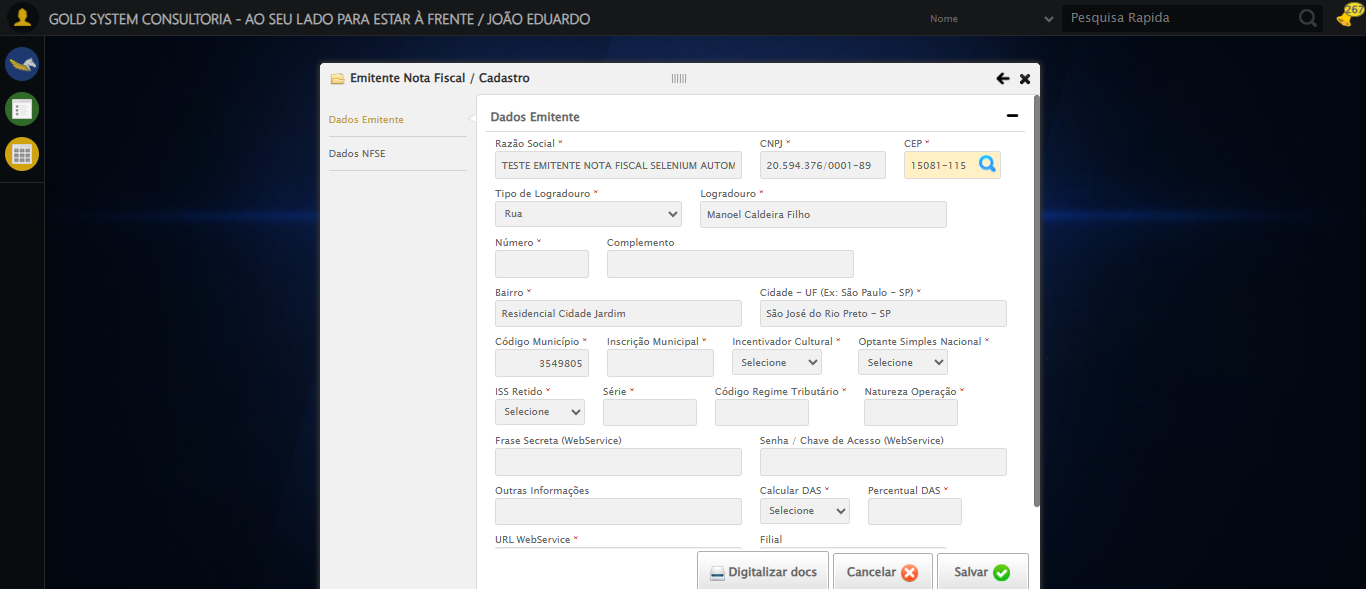 GOLD SYSTEM CONSULTORIA - AO SEU LADO PARA ESTAR À FRENTE / JOÃO EDUARDO
Nome
Pesquisa Rapida
267
Emitente Nota Fiscal / Cadastro
Dados Emitente
Dados NFSE
Dados Emitente
Razão Social * CNPJ * CEP *
TESTE EMITENTE NOTA FISCAL SELENIUM AUTOM 20.594.376/0001-89 15081-115
Tipo de Logradouro * Logradouro *
Rua Manoel Caldeira Filho
Número * Complemento
Bairro * Cidade - UF (Ex: São Paulo - SP) *
Residencial Cidade Jardim São José do Rio Preto - SP
Código Município * Inscrição Municipal * Incentivador Cultural * Optante Simples Nacional *
3549805 Selecione Selecione
ISS Retido * Série * Código Regime Tributário * Natureza Operação *
Selecione
Frase Secreta (WebService) Senha / Chave de Acesso (WebService)
Outras Informações Calcular DAS * Percentual DAS *
Selecione
URL WebService * Filial
Digitalizar docs Cancelar Salvar